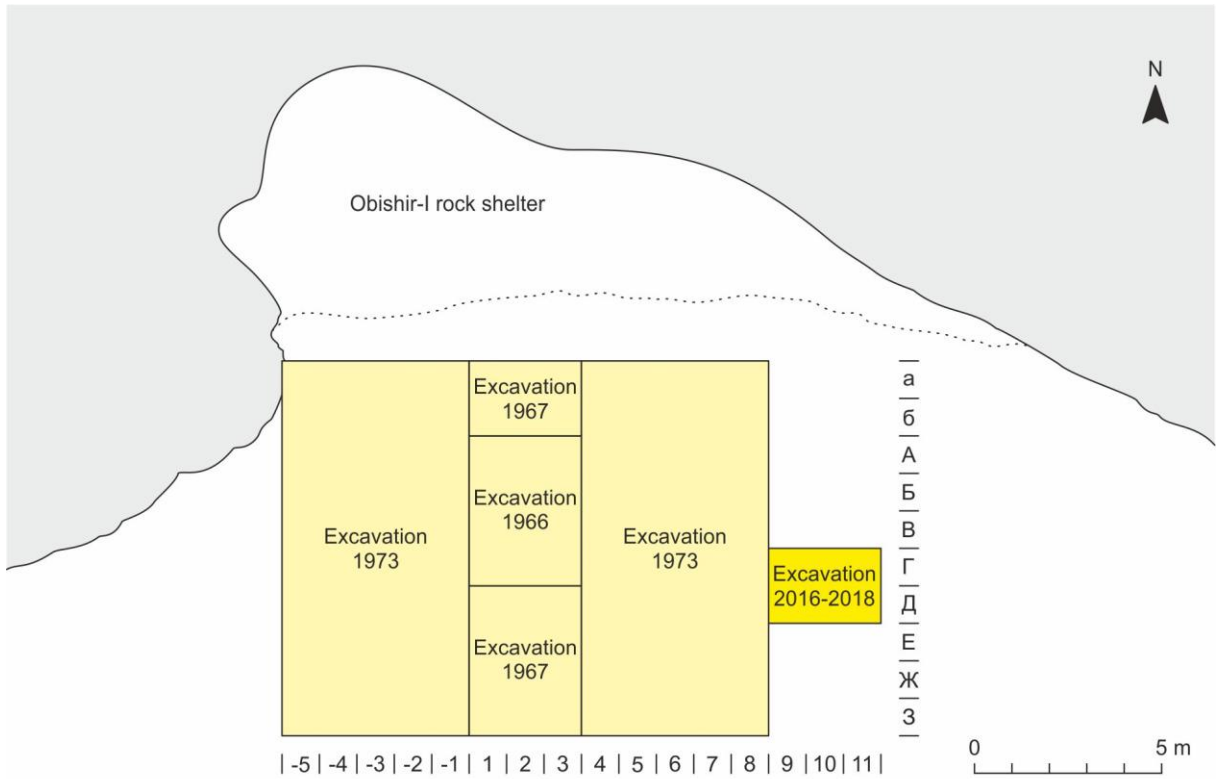 N
Obishir-I rock shelter
Excavation
1967
Excavation
1966
Excavation
1973
Excavation
1973
Excavation
2016-2018
Excavation
1967
а
б
А
Б
В
Г
Д
Е
Ж
З
-5 -4 -3 -2 -1 1 2 3 4 5 6 7 8 9 10 11
0 5 m